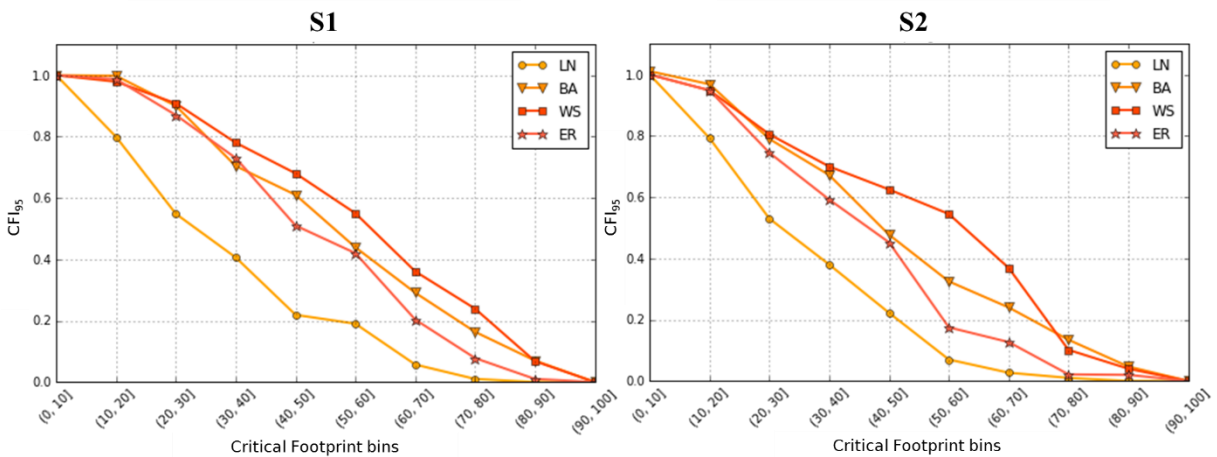 S1
1.0
0.8
0.6
0.4
0.2
0.0
CFI95
LN
BA
WS
ER
(0, 10]
(10, 20]
(20, 30]
(30, 40]
(40, 50]
(50, 60]
(60, 70]
(70, 80]
(80, 90]
(90, 100]
Critical Footprint bins
S2
1.0
0.8
0.6
0.4
0.2
0.0
CFI95
LN
BA
WS
ER
(0, 10]
(10, 20]
(20, 30]
(30, 40]
(40, 50]
(50, 60]
(60, 70]
(70, 80]
(80, 90]
(90, 100]
Critical Footprint bins